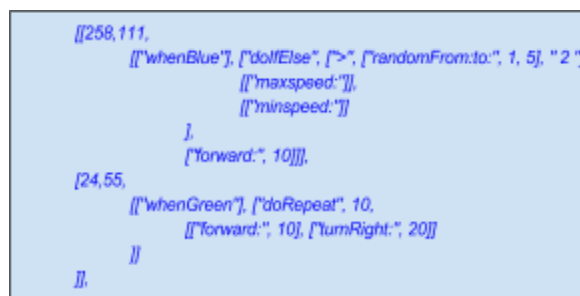 [[258,111,
[["whenBlue"], ["doIfElse", [">", ["randomFrom:to:", 1, 5], " 2 "]
[["maxspeed:"]],
[["minspeed:"]]
],
["forward:", 10]]],
[24,55,
[["whenGreen"], ["doRepeat", 10,
[["forward:", 10], ["turnRight:", 20]]
]]
]],